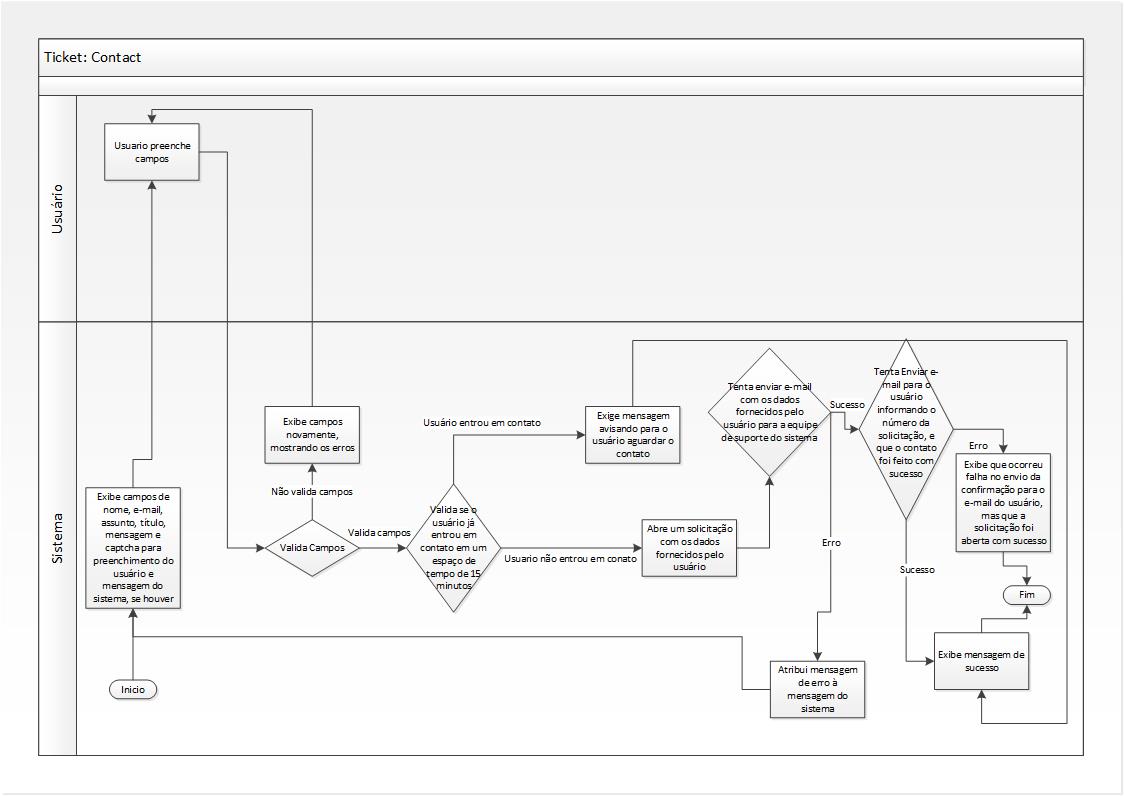 Ticket: Contact
Usuário
Usuario preenche
campos
Sistema
Exibe campos de
nome, e-mail,
assunto, título,
mensagem e
captcha para
preenchimento do
usuário e
mensagem do
sistema, se houver
Inicio
Exibe campos
novamente,
mostrando os erros
Não valida campos
Valida Campos
Valida campos
Valida se o
usuário já
entrou em
contato em um
espaço de
tempo de 15
minutos
Usuário entrou em contato
Usuario não entrou em conato
Exige mensagem
avisando para o
usuário aguardar o
contato
Abre um solicitação
com os dados
fornecidos pelo
usuário
Tenta enviar e-mail
com os dados
fornecidos pelo
usuário para a equipe
de suporte do sistema
Sucesso
Erro
Atribui mensagem
de erro à
mensagem do
sistema
Tenta Enviar e-
mail para o
usuário
informando o
número da
solicitação, e
que o contato
foi feito com
sucesso
Erro
Sucesso
Exibe que ocorreu
falha no envio da
confirmação para o
e-mail do usuário,
mas que a
solicitação foi
aberta com sucesso
Fim
Exibe mensagem de
sucesso